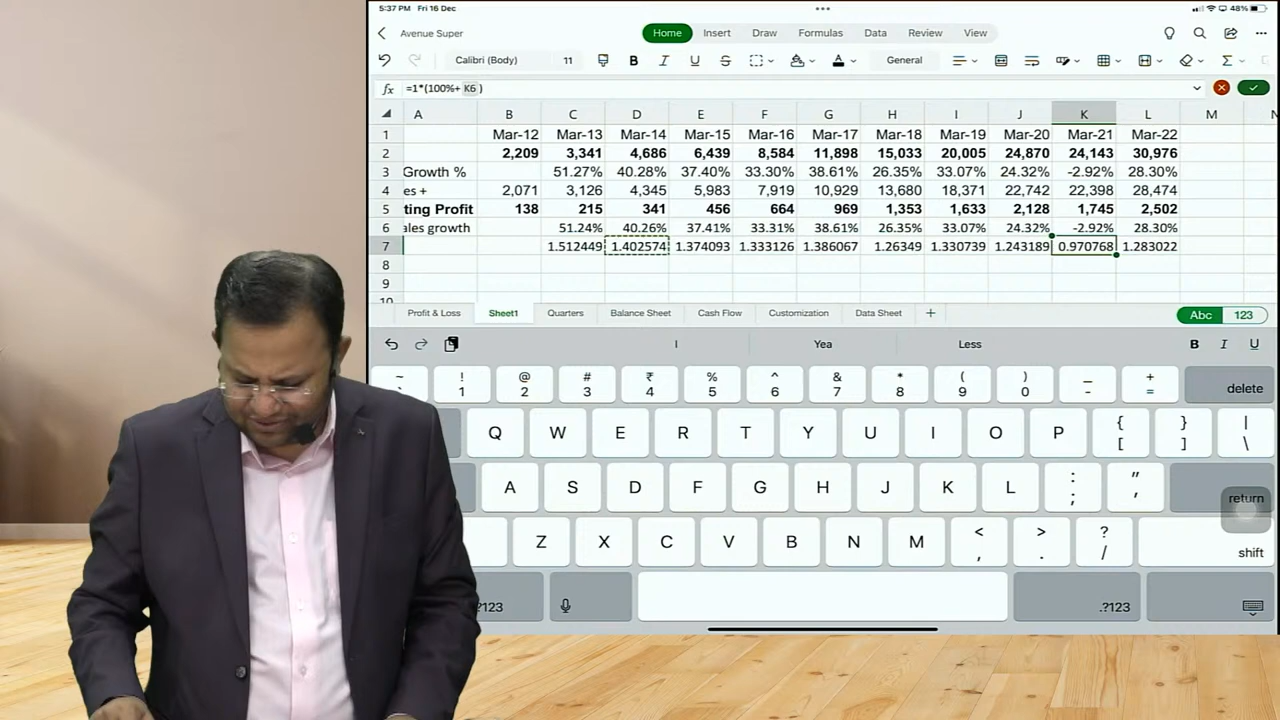 5:37 PM Fri 16 Dec
48%
Avenue Super
Home Insert Draw Formulas Data Review View
Calibri (Body) 11 B I U S A General Σ
fx =1*(100%+ K6 )
A B C D E F G H I J K L M N
1 Mar-12 Mar-13 Mar-14 Mar-15 Mar-16 Mar-17 Mar-18 Mar-19 Mar-20 Mar-21 Mar-22
2 2,209 3,341 4,686 6,439 8,584 11,898 15,033 20,005 24,870 24,143 30,976
3 Growth % 51.27% 40.28% 37.40% 33.30% 38.61% 26.35% 33.07% 24.32% -2.92% 28.30%
4 es + 2,071 3,126 4,345 5,983 7,919 10,929 13,680 18,371 22,742 22,398 28,474
5 ting Profit 138 215 341 456 664 969 1,353 1,633 2,128 1,745 2,502
6 ales growth 51.24% 40.26% 37.41% 33.31% 38.61% 26.35% 33.07% 24.32% -2.92% 28.30%
7 1.512449 1.402574 1.374093 1.333126 1.386067 1.26349 1.330739 1.243189 0.970768 1.283022
8
9
10
Profit & Loss Sheet1 Quarters Balance Sheet Cash Flow Customization Data Sheet + Abc 123
I Yea Less B I U
~ ! @ # ₹ % ^ & * ( ) _ +
` 1 2 3 4 5 6 7 8 9 0 - = delete
Q W E R T Y U I O P { [ } ] | \
A S D F G H J K L : ; " ' return
Z X C V B N M < , > . ? / shift
.?123 .?123